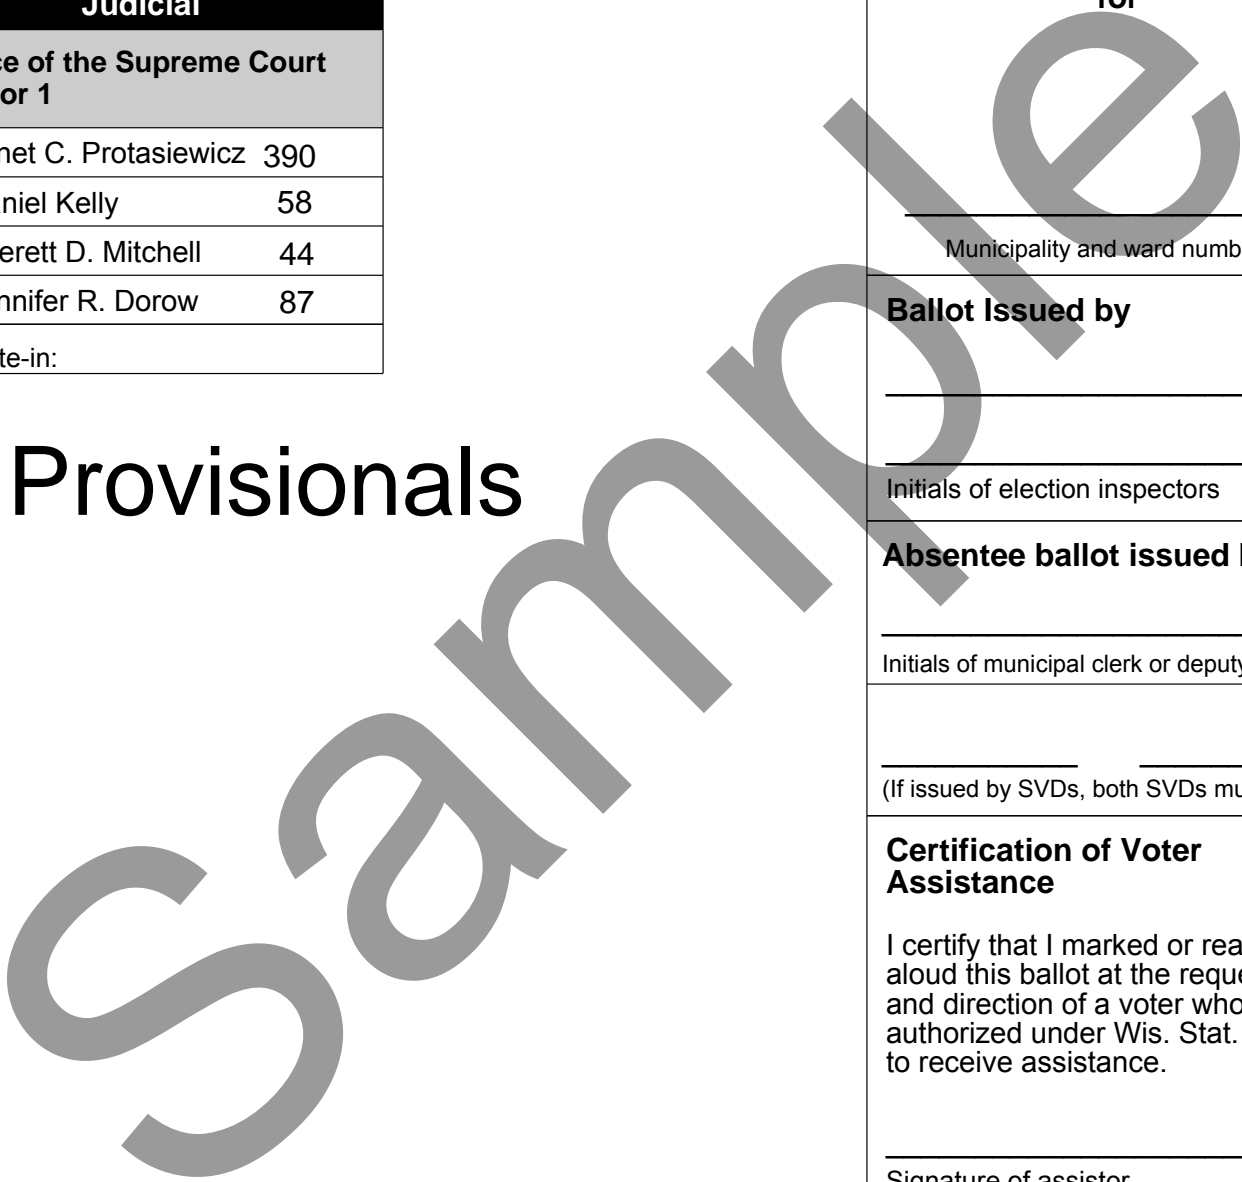 Judicial
ce of the Supreme Court
or 1
net C. Protasiewicz 390
niel Kelly 58
erett D. Mitchell 44
nnifer R. Dorow 87
te-in:
Provisionals
Sample
for
Municipality and ward numb
Ballot Issued by
Initials of election inspectors
Absentee ballot issued
Initials of municipal clerk or deputy
(If issued by SVDs, both SVDs mu
Certification of Voter
Assistance
I certify that I marked or rea
aloud this ballot at the reque
and direction of a voter who
authorized under Wis. Stat.
to receive assistance.
Signature of assistor